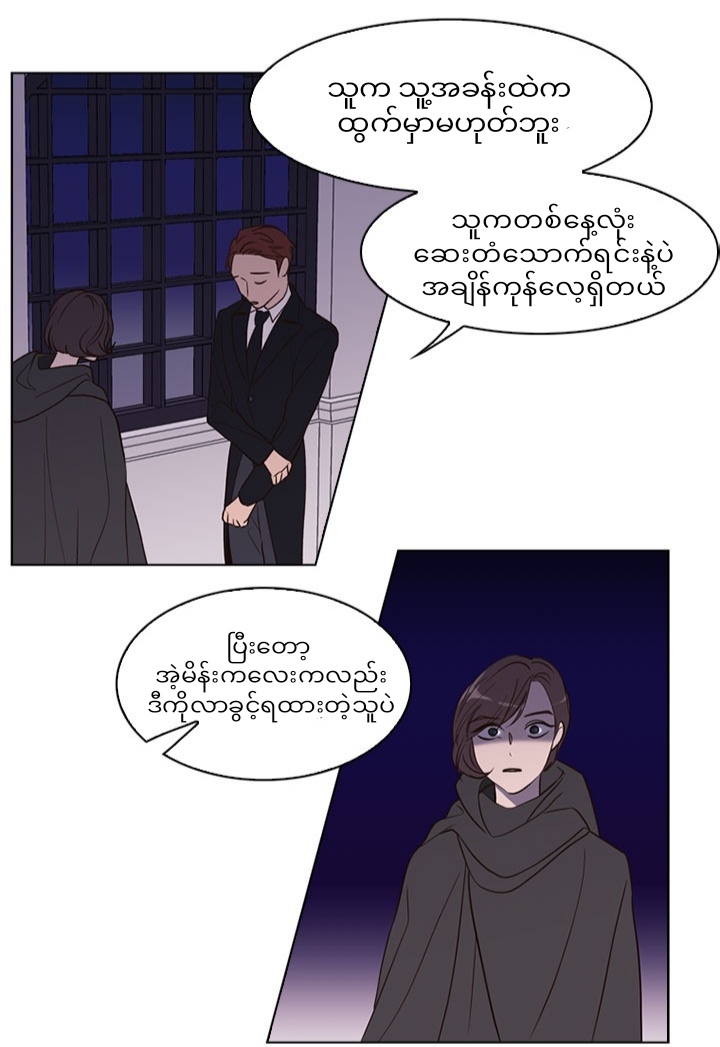 သူက သူ့အခန်းထဲက
ထွက်မှာမဟုတ်ဘူး
သူကတစ်နေ့လုံး
ဆေးတံသောက်ရင်းနဲ့ပဲ
အချိန်ကုန်လေ့ရှိတယ်
ပြီးတော့
အဲ့မိန်းကလေးကလည်း
ဒီကိုလာခွင့်ရထားတဲ့သူပဲ